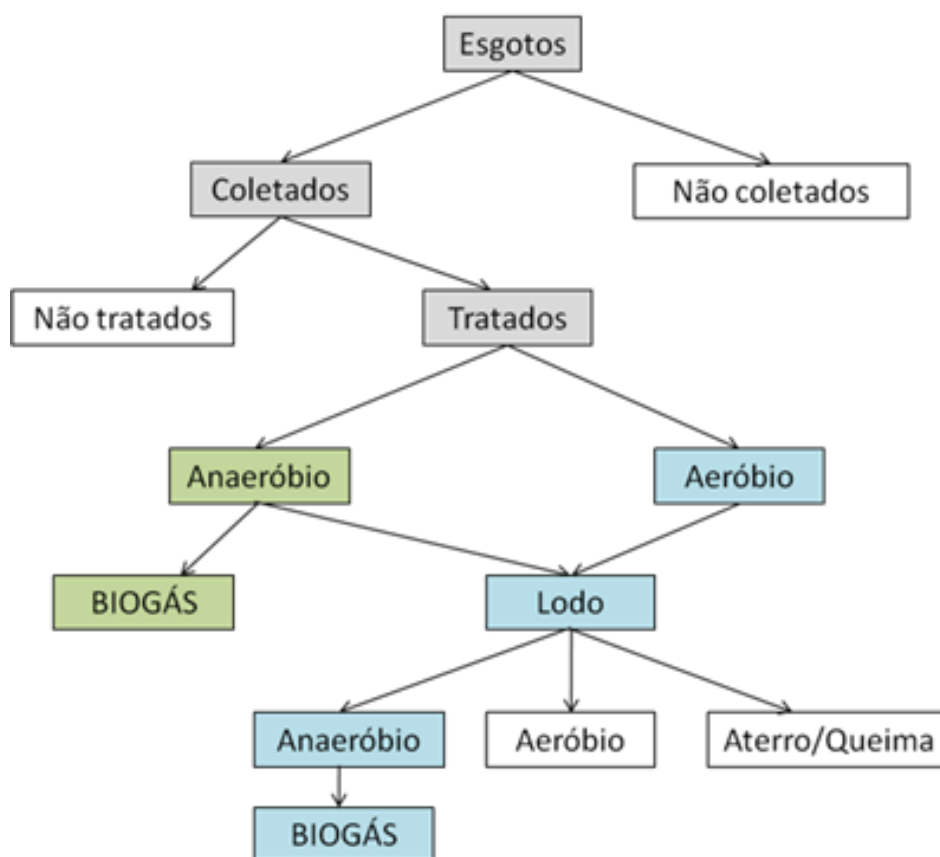 Esgotos
Coletados
Não coletados
Não tratados
Tratados
Anaeróbio
Aeróbio
BIOGÁS
Lodo
Anaeróbio
Aeróbio
Aterro/Queima
BIOGÁS